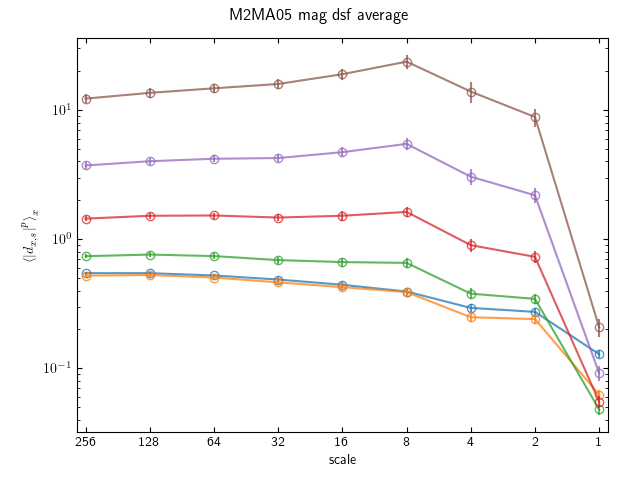 M2MA05 mag dsf average
⟨|d_{x,s}|^p⟩_x
10^1
10^0
10^{-1}
256 128 64 32 16 8 4 2 1
scale